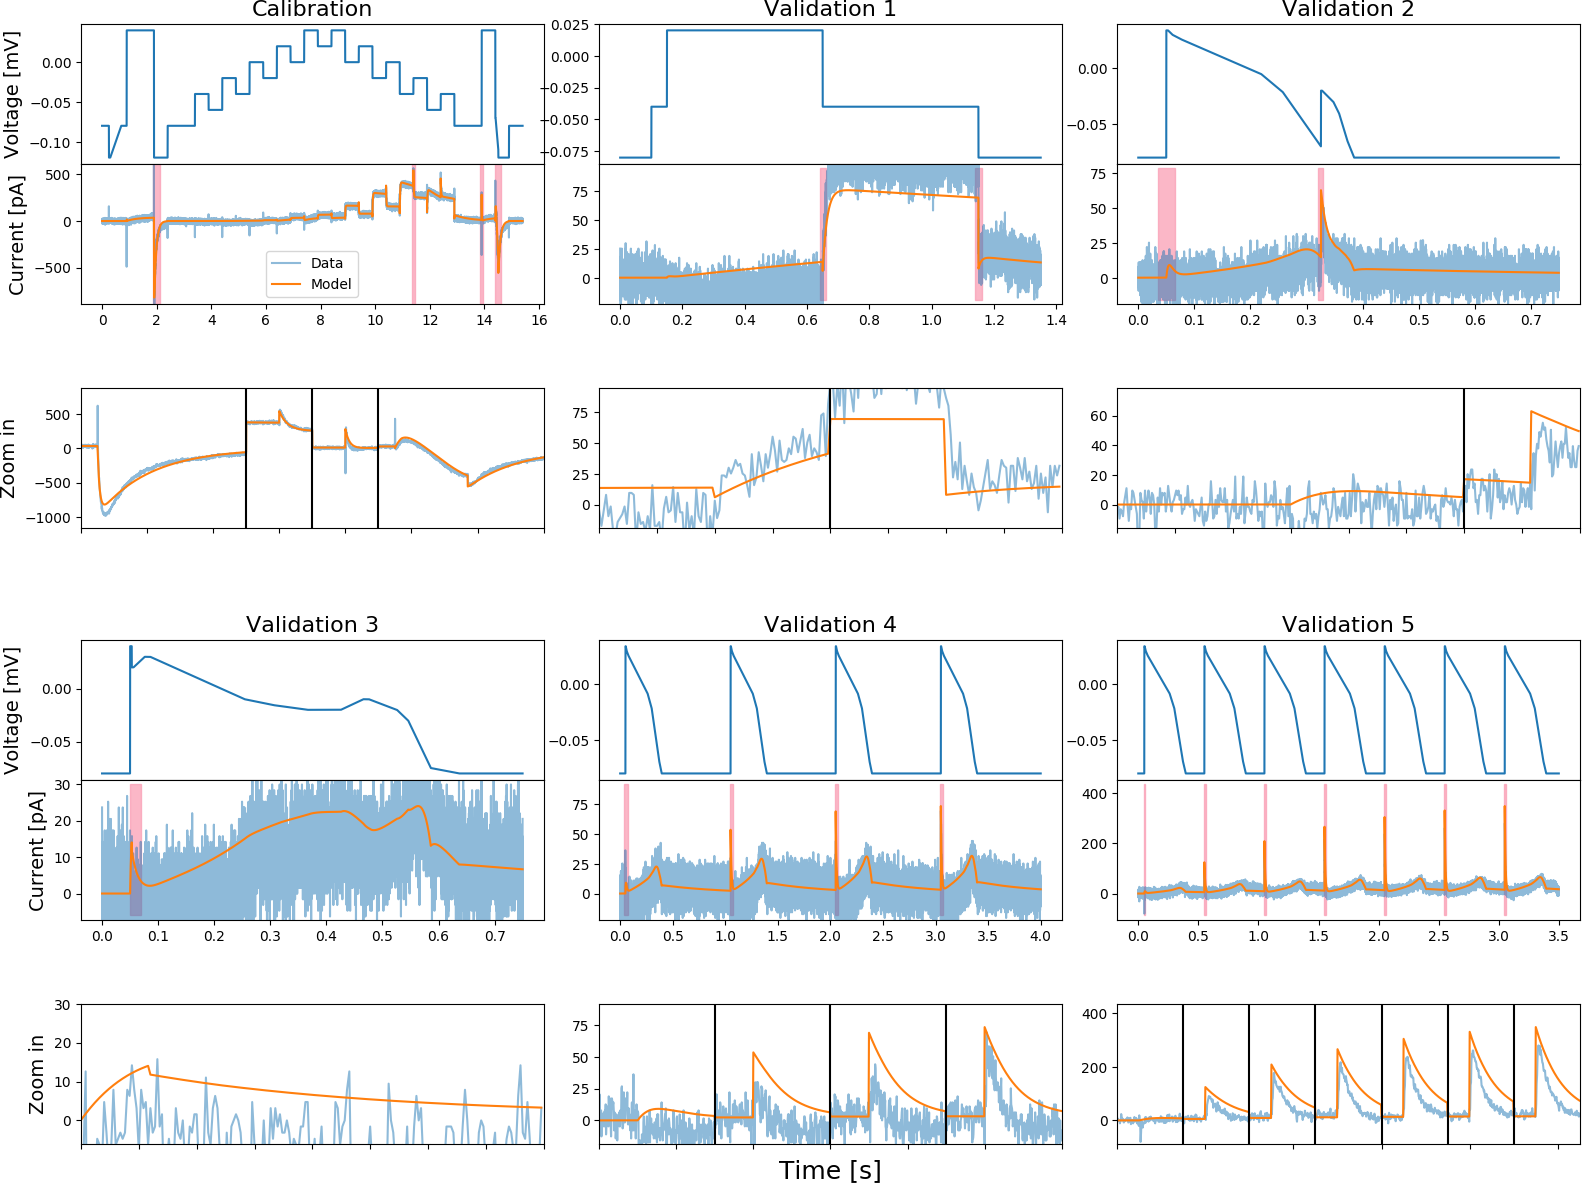 Calibration
Validation 1
Validation 2
Voltage [mV]
0.00
−0.05
−0.10
0.025
0.000
−0.025
−0.050
−0.075
0.00
−0.05
Current [pA]
500
0
−500
Data
Model
75
50
25
0
75
50
25
0
0 2 4 6 8 10 12 14 16
0.0 0.2 0.4 0.6 0.8 1.0 1.2 1.4
0.0 0.1 0.2 0.3 0.4 0.5 0.6 0.7
Zoom in
500
0
−500
−1000
75
50
25
0
60
40
20
0
Validation 3
Validation 4
Validation 5
Voltage [mV]
0.00
−0.05
0.00
−0.05
0.00
−0.05
Current [pA]
30
20
10
0
75
50
25
0
400
200
0
0.0 0.1 0.2 0.3 0.4 0.5 0.6 0.7
0.0 0.5 1.0 1.5 2.0 2.5 3.0 3.5 4.0
0.0 0.5 1.0 1.5 2.0 2.5 3.0 3.5
Zoom in
30
20
10
0
75
50
25
0
400
200
0
Time [s]